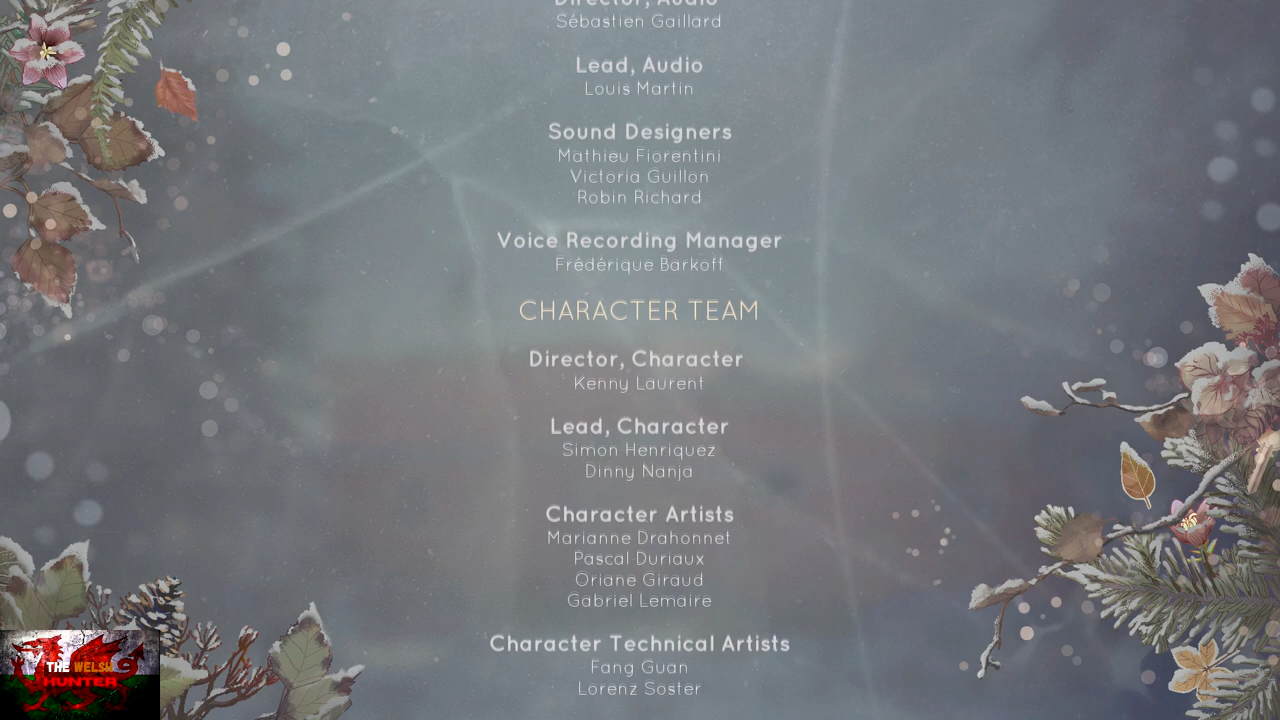 Director, Audio
Sébastien Gaillard
Lead, Audio
Louis Martin
Sound Designers
Mathieu Fiorentini
Victoria Guillon
Robin Richard
Voice Recording Manager
Frédérique Barkoff
CHARACTER TEAM
Director, Character
Kenny Laurent
Lead, Character
Simon Henriquez
Dinny Nanja
Character Artists
Marianne Drahonnet
Pascal Duriaux
Oriane Giraud
Gabriel Lemaire
Character Technical Artists
Fang Guan
Lorenz Soster
THE WELSH
HUNTER